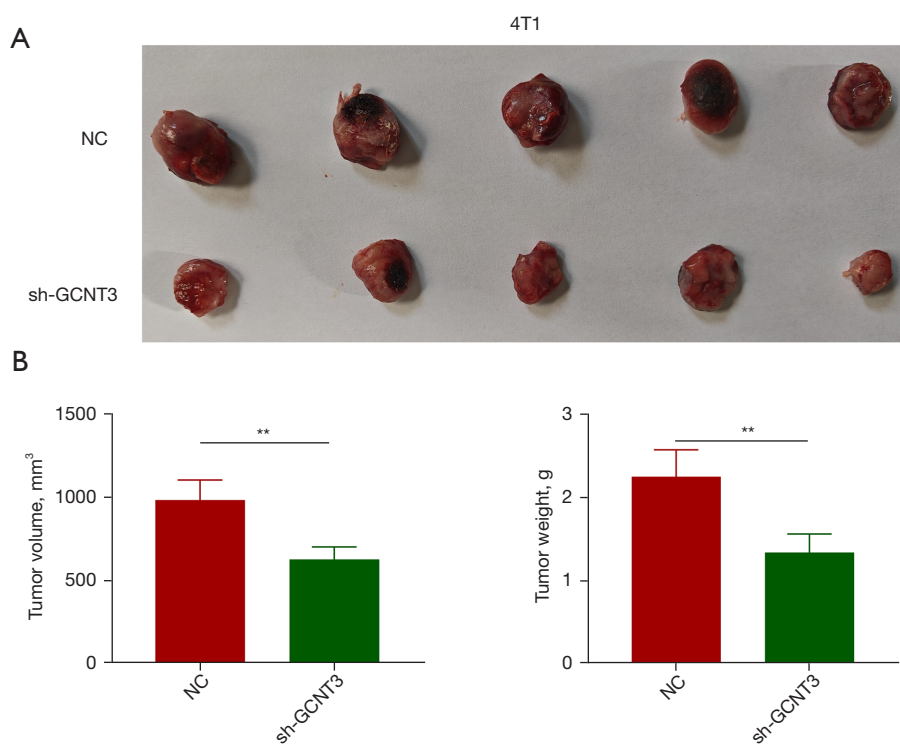 A
4T1
NC
sh-GCNT3
B
Tumor volume, mm³
1500
1000
500
0
**
NC
sh-GCNT3
Tumor weight, g
3
2
1
0
**
NC
sh-GCNT3